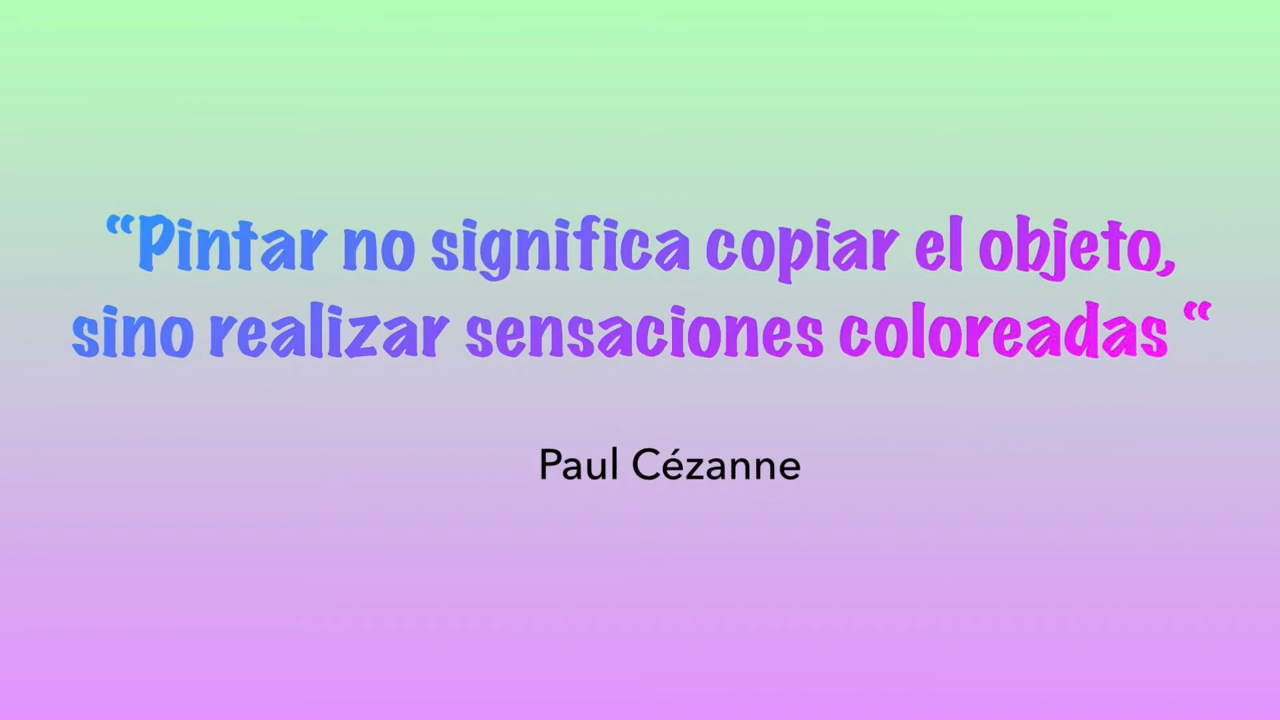 “Pintar no significa copiar el objeto,
sino realizar sensaciones coloreadas “
Paul Cézanne